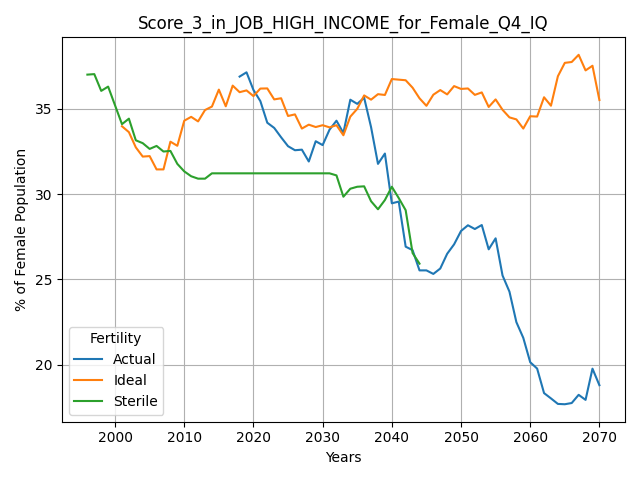 Score_3_in_JOB_HIGH_INCOME_for_Female_Q4_IQ
% of Female Population
35
30
25
20
Fertility
Actual
Ideal
Sterile
2000 2010 2020 2030 2040 2050 2060 2070
Years